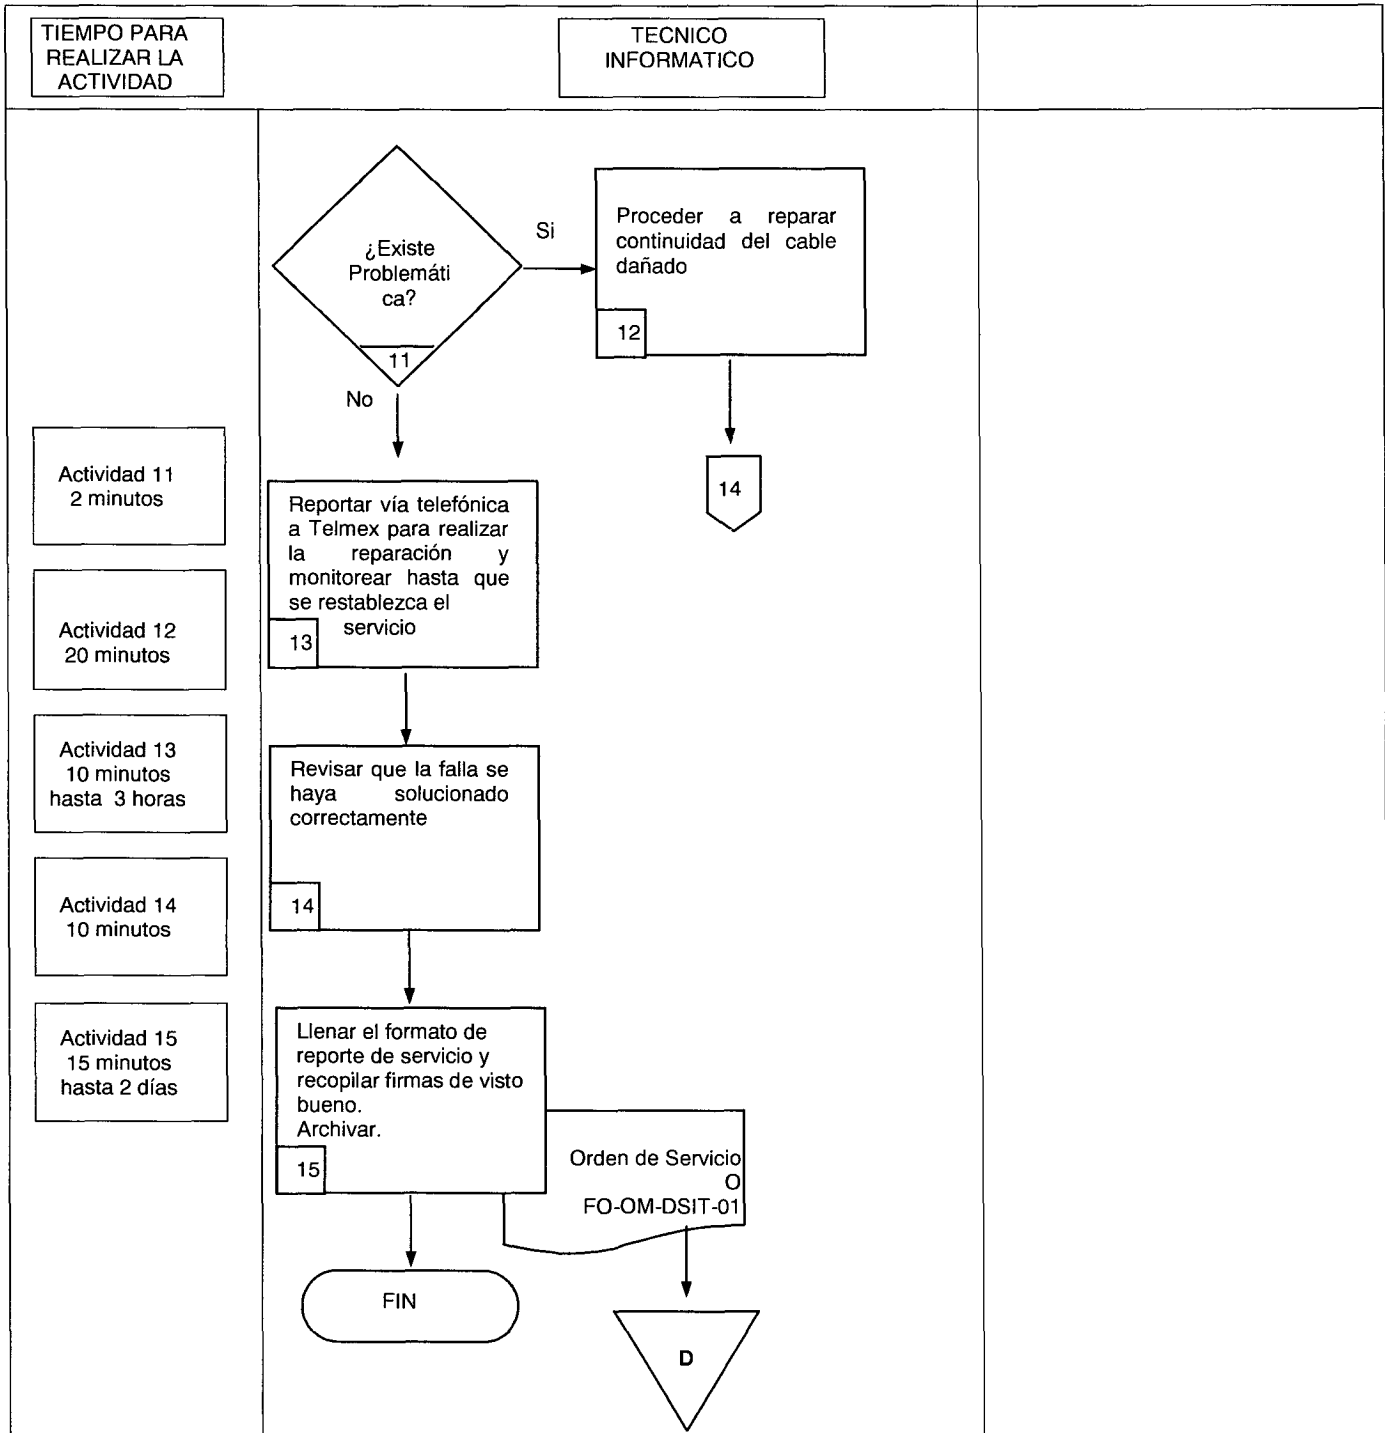 TIEMPO PARA
REALIZAR LA
ACTIVIDAD
TECNICO
INFORMATICO
¿Existe
Problemáti
ca?
11
Si
No
Proceder a reparar
continuidad del cable
dañado
12
14
Actividad 11
2 minutos
Reportar vía telefónica
a Telmex para realizar
la reparación y
monitorear hasta que
se restablezca el
servicio
13
Actividad 12
20 minutos
Actividad 13
10 minutos
hasta 3 horas
Revisar que la falla se
haya solucionado
correctamente
14
Actividad 14
10 minutos
Actividad 15
15 minutos
hasta 2 días
Llenar el formato de
reporte de servicio y
recopilar firmas de visto
bueno.
Archivar.
15
Orden de Servicio
O
FO-OM-DSIT-01
FIN
D